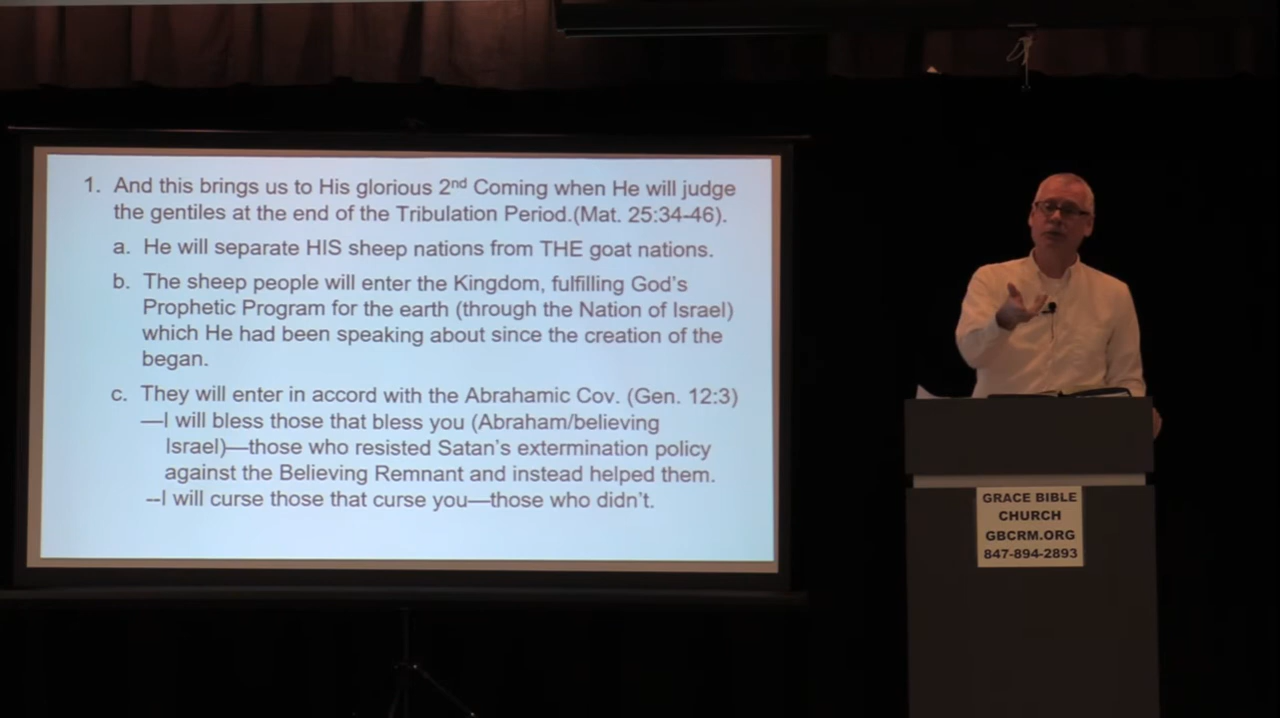 1. And this brings us to His glorious 2nd Coming when He will judge
the gentiles at the end of the Tribulation Period.(Mat. 25:34-46).
a. He will separate HIS sheep nations from THE goat nations.
b. The sheep people will enter the Kingdom, fulfilling God's
Prophetic Program for the earth (through the Nation of Israel)
which He had been speaking about since the creation of the
began.
c. They will enter in accord with the Abrahamic Cov. (Gen. 12:3)
—I will bless those that bless you (Abraham/believing
Israel)—those who resisted Satan's extermination policy
against the Believing Remnant and instead helped them.
--I will curse those that curse you—those who didn't.
GRACE BIBLE
CHURCH
GBCRM.ORG
847-894-2893